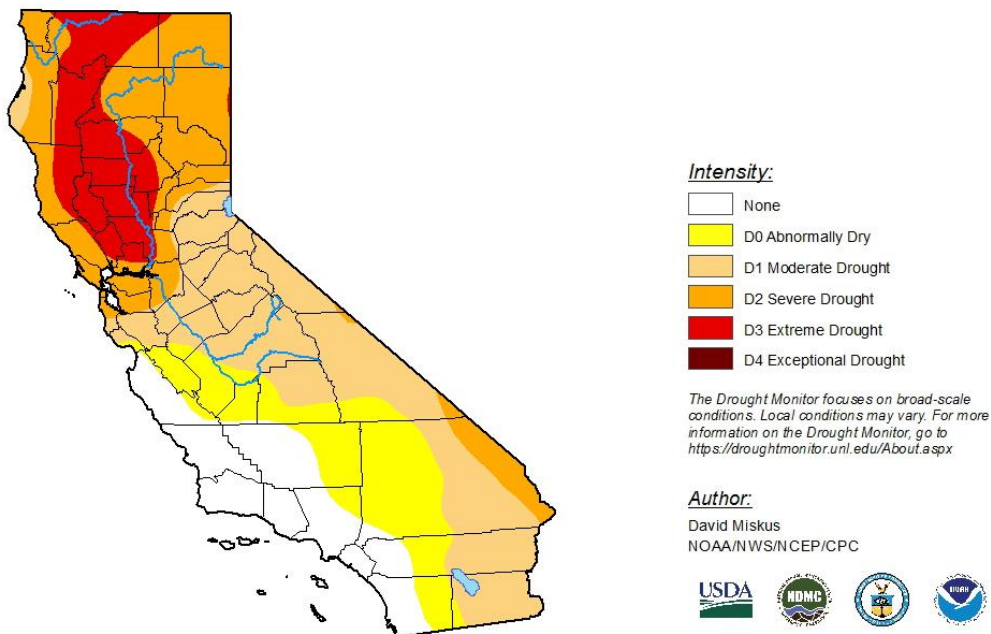 Intensity:
None
D0 Abnormally Dry
D1 Moderate Drought
D2 Severe Drought
D3 Extreme Drought
D4 Exceptional Drought
The Drought Monitor focuses on broad-scale
conditions. Local conditions may vary. For more
information on the Drought Monitor, go to
https://droughtmonitor.unl.edu/About.aspx
Author:
David Miskus
NOAA/NWS/NCEP/CPC
USDA
NDMC
NOAA